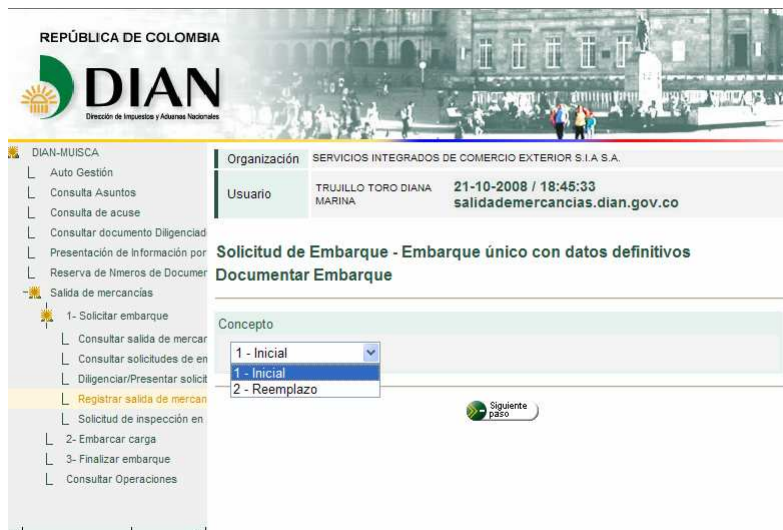 REPÚBLICA DE COLOMBIA
DIAN
Dirección de Impuestos y Aduanas Nacionales
DIAN-MUISCA
Auto Gestión
Consulta Asuntos
Consulta de acuse
Consultar documento Diligenciad
Presentación de Información por
Reserva de Nmeros de Documer
Salida de mercancías
1- Solicitar embarque
Consultar salida de mercar
Consultar solicitudes de en
Diligenciar/Presentar solicit
Registrar salida de mercan
Solicitud de inspección en
2- Embarcar carga
3- Finalizar embarque
Consultar Operaciones
Organización SERVICIOS INTEGRADOS DE COMERCIO EXTERIOR S.I.A S.A.
Usuario TRUJILLO TORO DIANA MARINA 21-10-2008 / 18:45:33
salidademercancias.dian.gov.co
Solicitud de Embarque - Embarque único con datos definitivos
Documentar Embarque
Concepto
1 - Inicial
1 - Inicial
2 - Reemplazo
Siguiente
paso